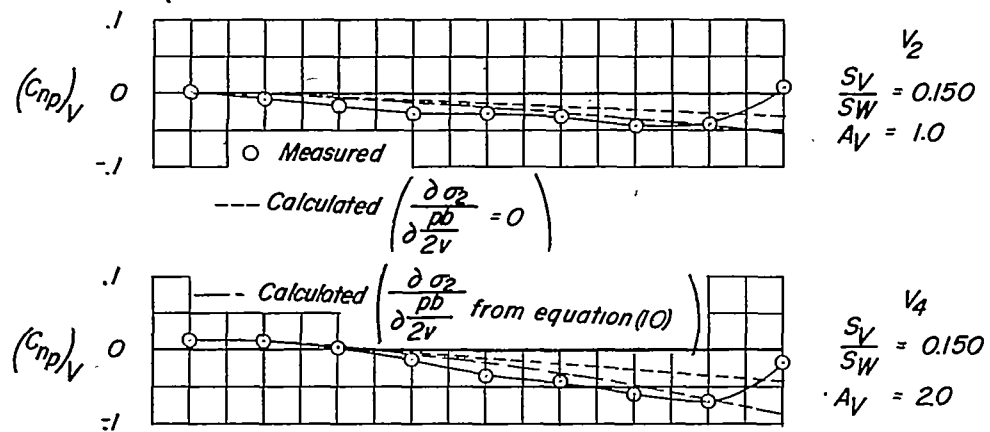 .1
(Cnp)V 0
-.1
V2
SV/SW = 0.150
AV = 1.0
Measured
--- Calculated (∂σ2/∂ pb/2v = 0)
.1
(Cnp)V 0
-.1
Calculated (∂σ2/∂ pb/2v from equation (10))
V4
SV/SW = 0.150
AV = 2.0